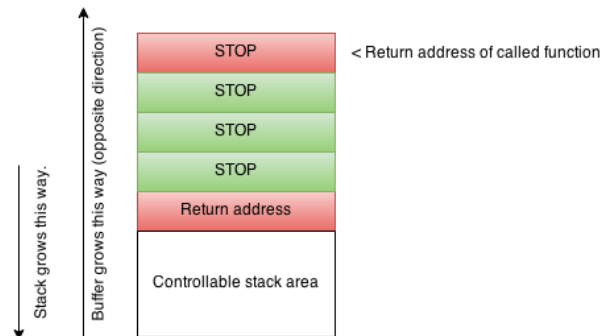 STOP
< Return address of called function
STOP
STOP
STOP
Return address
Controllable stack area
Stack grows this way.
Buffer grows this way (opposite direction)